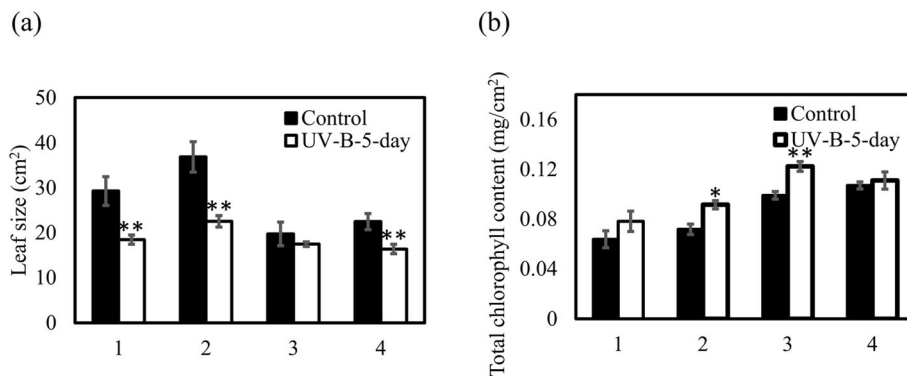 (a)
(b)
50
40
30
20
10
0
Leaf size (cm²)
Control
UV-B-5-day
**
**
**
1 2 3 4
0.16
0.12
0.08
0.04
0
Total chlorophyll content (mg/cm²)
Control
UV-B-5-day
*
**
1 2 3 4